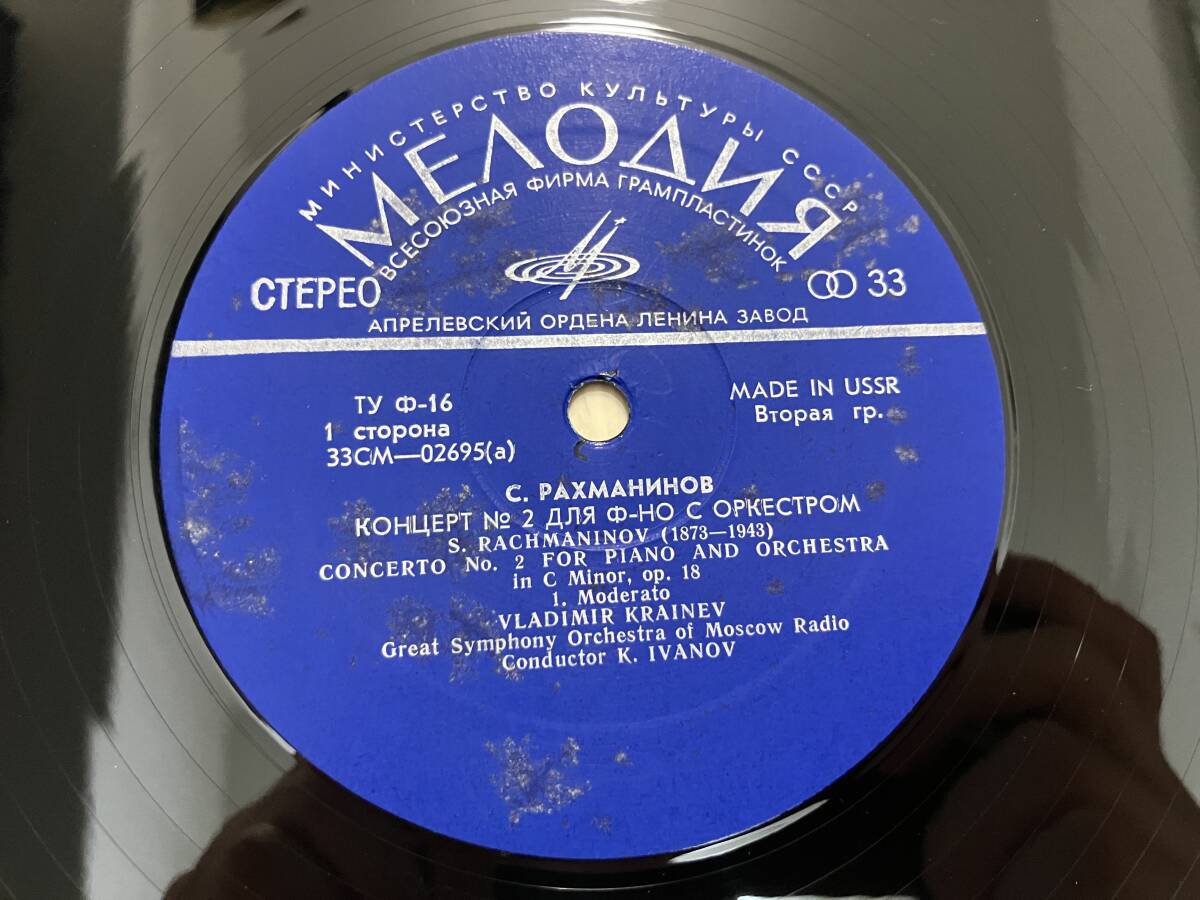 МИНИСТЕРСТВО КУЛЬТУРЫ СССР
МЕЛОДИЯ
ВСЕСОЮЗНАЯ ФИРМА ГРАМПЛАСТИНОК
СТЕРЕО
33
АПРЕЛЕВСКИЙ ОРДЕНА ЛЕНИНА ЗАВОД
ТУ Ф-16
1 сторона
33СМ—02695(а)
MADE IN USSR
Вторая гр.
С. РАХМАНИНОВ
КОНЦЕРТ № 2 ДЛЯ Ф-НО С ОРКЕСТРОМ
S. RACHMANINOV (1873—1943)
CONCERTO No. 2 FOR PIANO AND ORCHESTRA
in C Minor, op. 18
1. Moderato
VLADIMIR KRAINEV
Great Symphony Orchestra of Moscow Radio
Conductor K. IVANOV